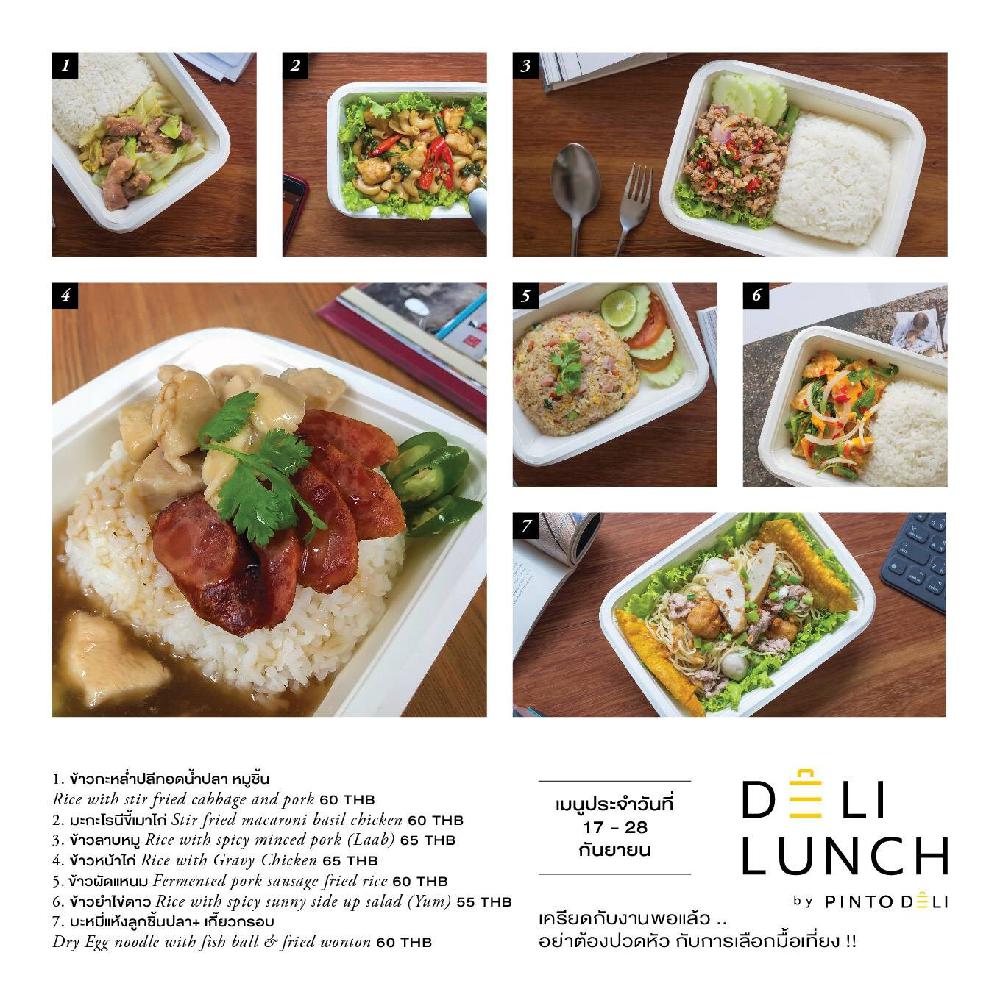 1
2
3
4
5
6
7
1. ข้าวกะหล่ำปลีทอดน้ำปลา หมูชิ้น
Rice with stir fried cabbage and pork 60 THB
2. มะกะโรนีขี้เมาไก่ Stir fried macaroni basil chicken 60 THB
3. ข้าวลาบหมู Rice with spicy minced pork (Laab) 65 THB
4. ข้าวหน้าไก่ Rice with Gravy Chicken 65 THB
5. ข้าวผัดแหนม Fermented pork sausage fried rice 60 THB
6. ข้าวยำไข่ดาว Rice with spicy sunny side up salad (Yum) 55 THB
7. บะหมี่แห้งลูกชิ้นปลา+ เกี๊ยวกรอบ
Dry Egg noodle with fish ball & fried wonton 60 THB
เมนูประจำวันที่
17 - 28
กันยายน
เครียดกับงานพอแล้ว ..
อย่าต้องปวดหัว กับการเลือกมื้อเที่ยง !!
DELI
LUNCH
by PINTO DELI